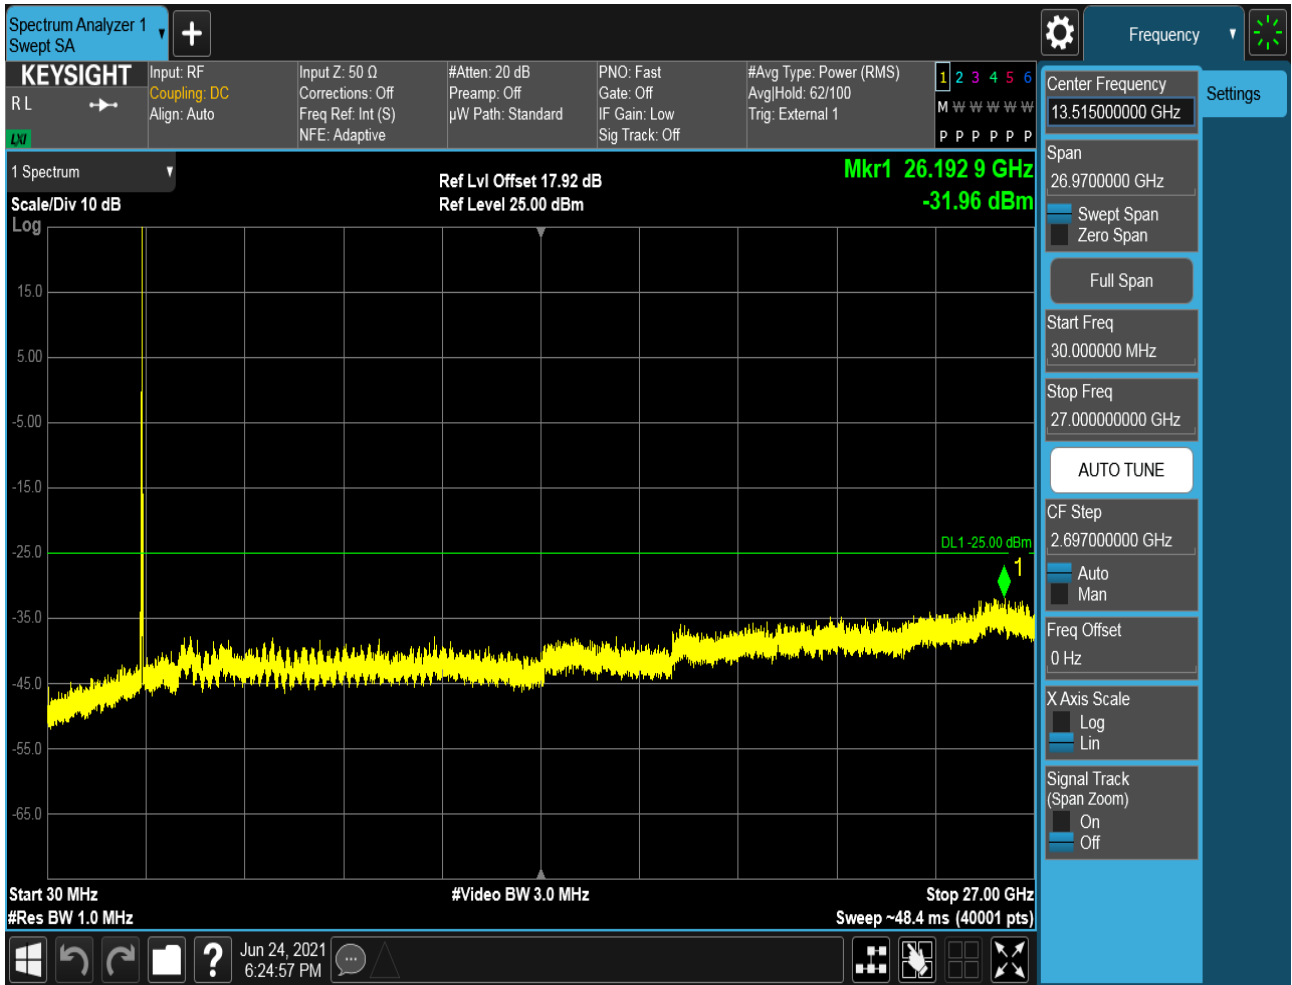 Spectrum Analyzer 1
Swept SA
Frequency
KEYSIGHT
R L
LXI
Input: RF
Coupling: DC
Align: Auto
Input Z: 50 Ω
Corrections: Off
Freq Ref: Int (S)
NFE: Adaptive
#Atten: 20 dB
Preamp: Off
µW Path: Standard
PNO: Fast
Gate: Off
IF Gain: Low
Sig Track: Off
#Avg Type: Power (RMS)
Avg|Hold: 62/100
Trig: External 1
1 2 3 4 5 6
M W W W W W
P P P P P P
1 Spectrum
Scale/Div 10 dB
Log
Ref Lvl Offset 17.92 dB
Ref Level 25.00 dBm
Mkr1 26.192 9 GHz
-31.96 dBm
15.0
5.00
-5.00
-15.0
-25.0
-35.0
-45.0
-55.0
-65.0
DL1 -25.00 dBm
1
Start 30 MHz
#Res BW 1.0 MHz
#Video BW 3.0 MHz
Stop 27.00 GHz
Sweep ~48.4 ms (40001 pts)
Jun 24, 2021
6:24:57 PM
Center Frequency
13.515000000 GHz
Span
26.9700000 GHz
Swept Span
Zero Span
Full Span
Start Freq
30.000000 MHz
Stop Freq
27.000000000 GHz
AUTO TUNE
CF Step
2.697000000 GHz
Auto
Man
Freq Offset
0 Hz
X Axis Scale
Log
Lin
Signal Track
(Span Zoom)
On
Off
Settings